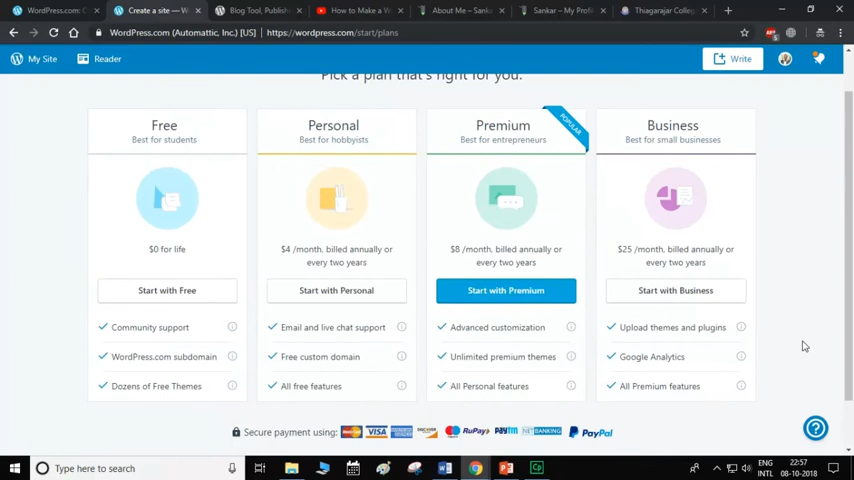 WordPress.com: C
Create a site — W
Blog Tool, Publish
How to Make a W
About Me – Sanka
Sankar – My Profi
Thiagarajar Colleg
WordPress.com (Automattic, Inc.) [US] | https://wordpress.com/start/plans
My Site
Reader
Write
Pick a plan that's right for you.
Free
Best for students
$0 for life
Start with Free
Community support
WordPress.com subdomain
Dozens of Free Themes
Personal
Best for hobbyists
$4 /month, billed annually or
every two years
Start with Personal
Email and live chat support
Free custom domain
All free features
POPULAR
Premium
Best for entrepreneurs
$8 /month, billed annually or
every two years
Start with Premium
Advanced customization
Unlimited premium themes
All Personal features
Business
Best for small businesses
$25 /month, billed annually or
every two years
Start with Business
Upload themes and plugins
Google Analytics
All Premium features
Secure payment using: MasterCard VISA DISCOVER RuPay Paytm NETBANKING PayPal
Type here to search
ENG
INTL
22:57
08-10-2018